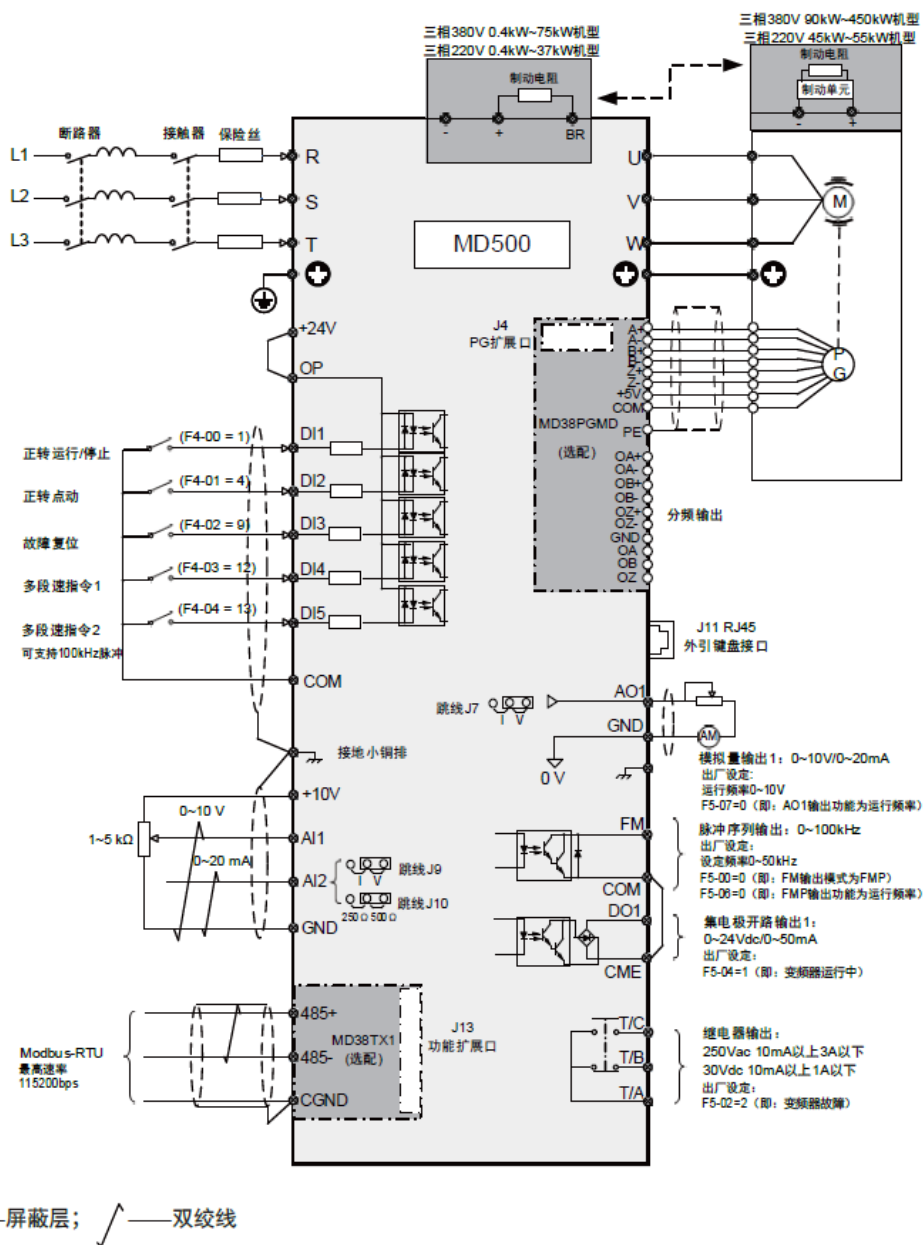 三相380V 0.4kW~75kW机型
三相220V 0.4kW~37kW机型
三相380V 90kW~450kW机型
三相220V 45kW~55kW机型
制动电阻
- + BR
制动电阻
制动单元
- +
断路器 接触器 保险丝
L1 R U
L2 S V
L3 T W
M
MD500
+24V
OP
J4
PG扩展口
MD38PGMD
(选配)
A+
A-
B+
B-
Z+
Z-
+5V
COM
PE
OA+
OA-
OB+
OB-
OZ+
OZ-
GND
OA
OB
OZ
PG
分频输出
正转运行/停止 (F4-00 = 1) DI1
正转点动 (F4-01 = 4) DI2
故障复位 (F4-02 = 9) DI3
多段速指令1 (F4-03 = 12) DI4
多段速指令2 (F4-04 = 13) DI5
可支持100kHz脉冲
COM
接地小铜排
J11 RJ45
外引键盘接口
跳线J7
I V
AO1
GND
0 V
AM
模拟量输出1：0~10V/0~20mA
出厂设定:
运行频率0~10V
F5-07=0（即：AO1输出功能为运行频率）
+10V
0~10 V
1~5 kΩ
AI1
0~20 mA
AI2
跳线J9
I V
跳线J10
250Ω 500Ω
GND
FM
COM
脉冲序列输出：0~100kHz
出厂设定：
设定频率0~50kHz
F5-00=0（即：FM输出模式为FMP）
F5-06=0（即：FMP输出功能为运行频率）
DO1
CME
集电极开路输出1：
0~24Vdc/0~50mA
出厂设定：
F5-04=1（即：变频器运行中）
Modbus-RTU
最高速率
115200bps
485+
485-
CGND
MD38TX1
(选配)
J13
功能扩展口
T/C
T/B
T/A
继电器输出：
250Vac 10mA以上3A以下
30Vdc 10mA以上1A以下
出厂设定：
F5-02=2（即：变频器故障）
屏蔽层； ——双绞线